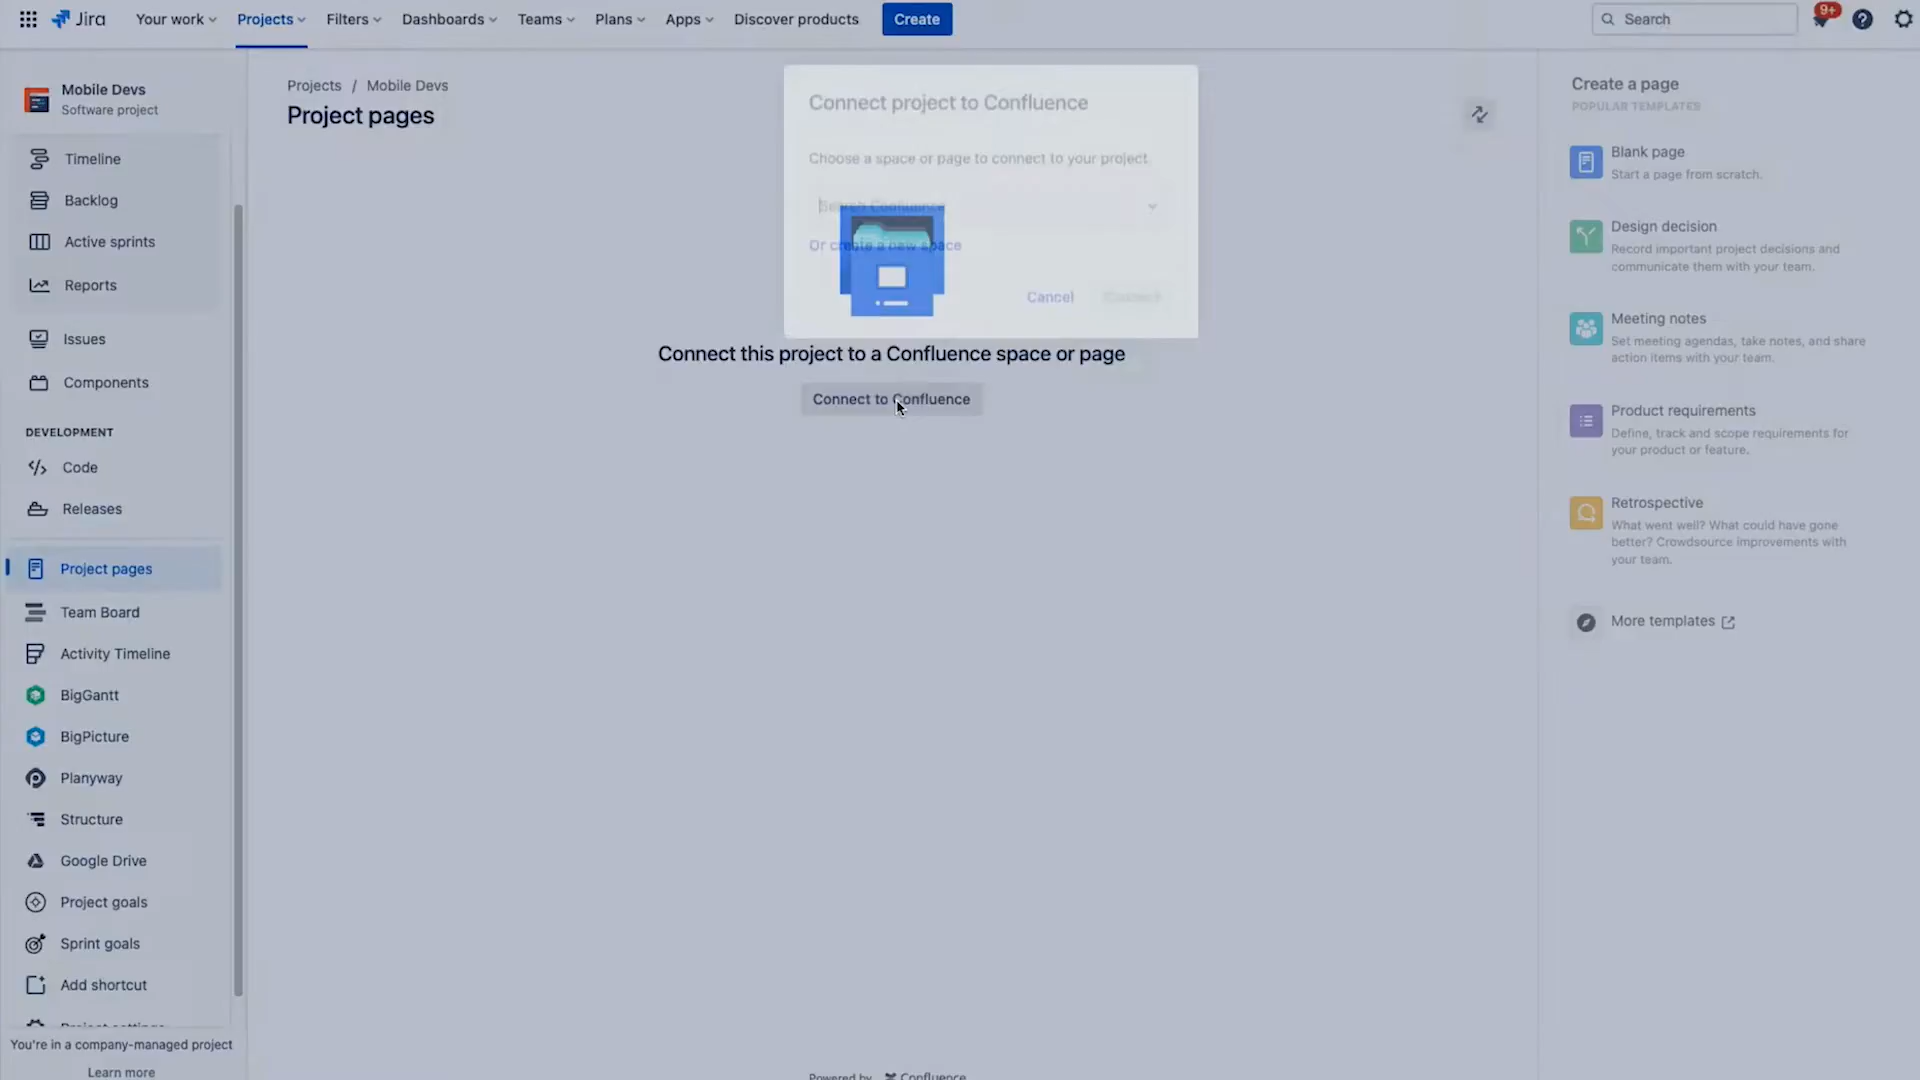 Jira
Your work
Projects
Filters
Dashboards
Teams
Plans
Apps
Discover products
Create
Search
9+
Mobile Devs
Software project
Timeline
Backlog
Active sprints
Reports
Issues
Components
DEVELOPMENT
Code
Releases
Project pages
Team Board
Activity Timeline
BigGantt
BigPicture
Planyway
Structure
Google Drive
Project goals
Sprint goals
Add shortcut
Project settings
You're in a company-managed project
Learn more
Projects / Mobile Devs
Project pages
Connect project to Confluence
Choose a space or page to connect to your project.
Search Confluence
Or create a new space
Cancel
Connect
Connect this project to a Confluence space or page
Connect to Confluence
Powered by Confluence
Create a page
POPULAR TEMPLATES
Blank page
Start a page from scratch.
Design decision
Record important project decisions and
communicate them with your team.
Meeting notes
Set meeting agendas, take notes, and share
action items with your team.
Product requirements
Define, track and scope requirements for
your product or feature.
Retrospective
What went well? What could have gone
better? Crowdsource improvements with
your team.
More templates